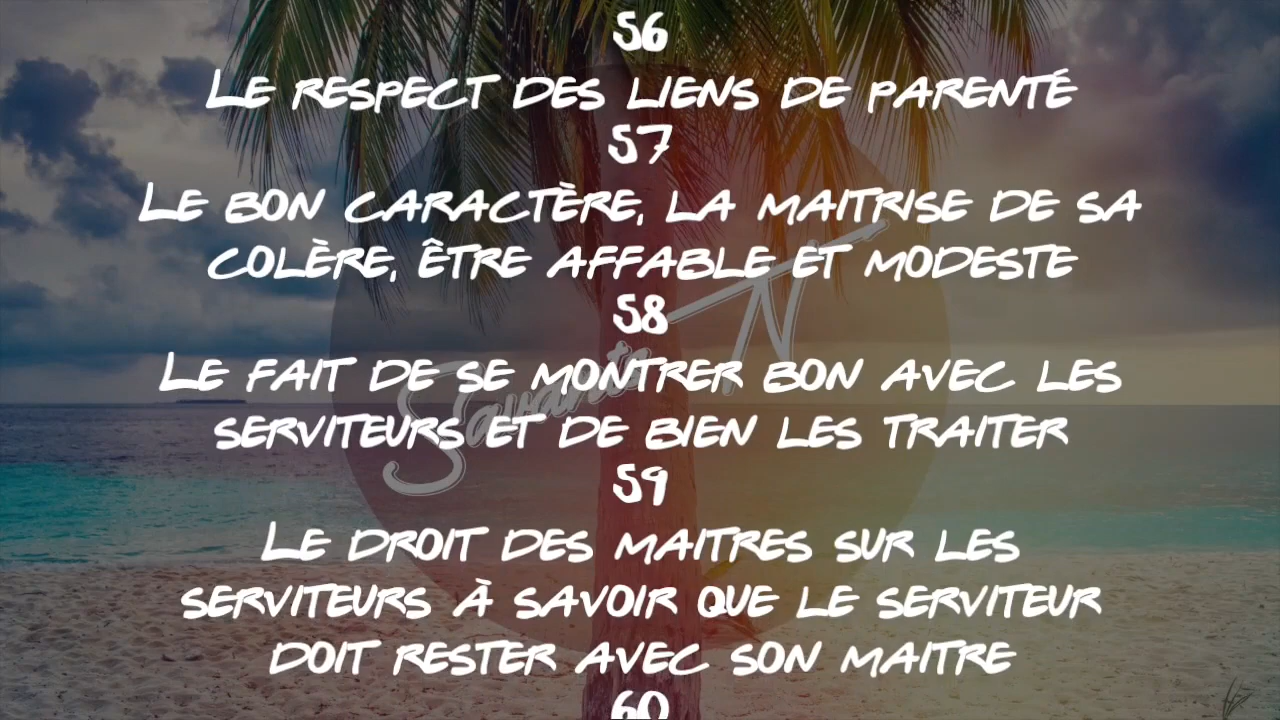 56
Le respect des liens de parenté
57
Le bon caractère, la maitrise de sa
colère, être affable et modeste
58
Le fait de se montrer bon avec les
serviteurs et de bien les traiter
59
Le droit des maitres sur les
serviteurs à savoir que le serviteur
doit rester avec son maitre
60